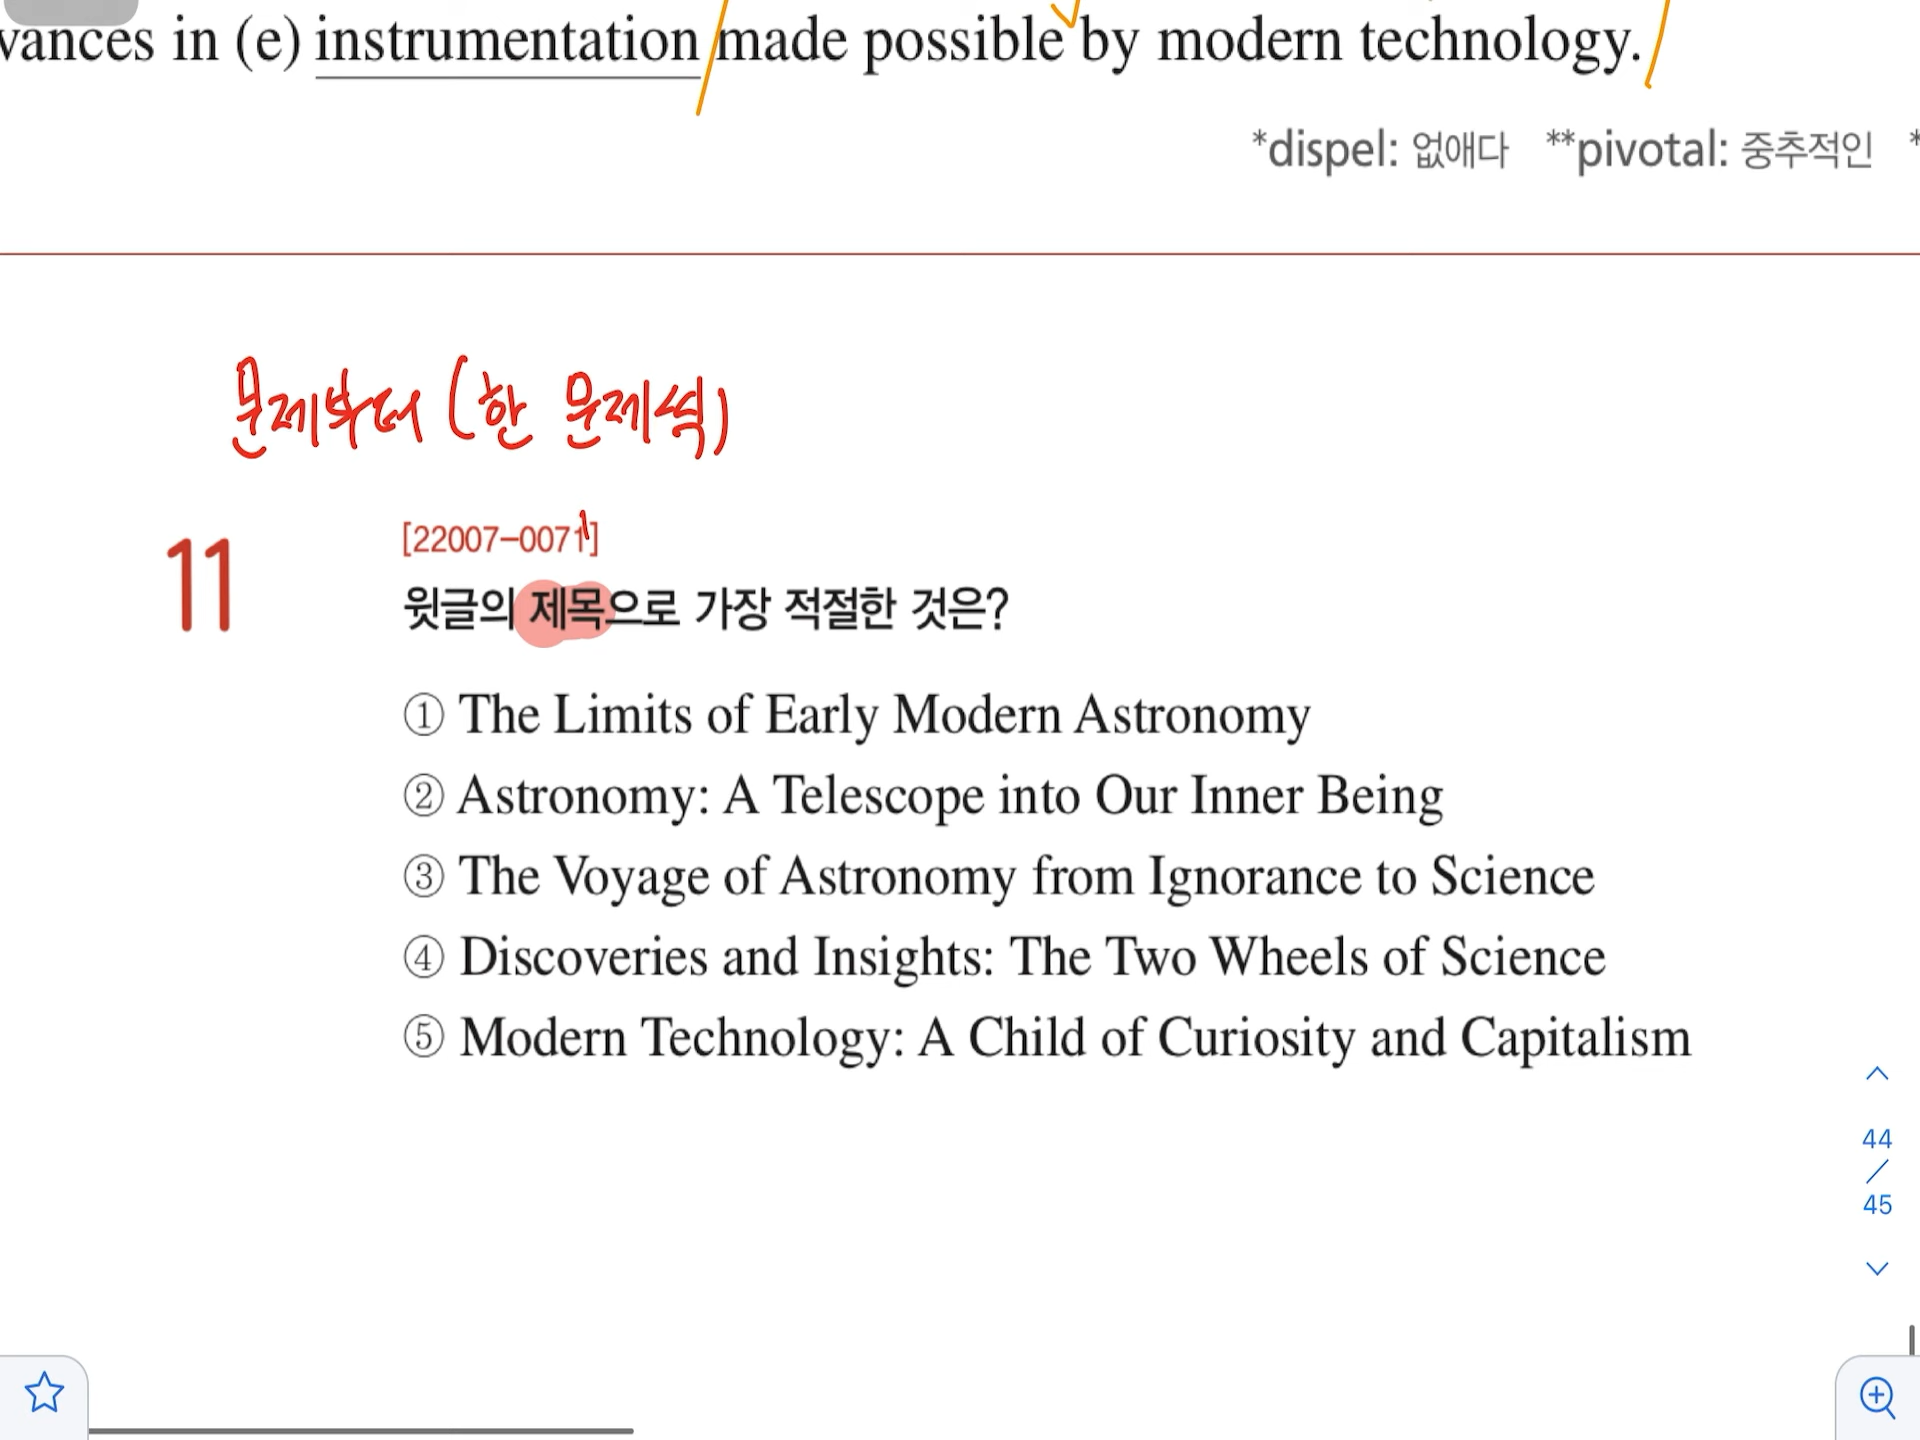 vances in (e) instrumentation made possible by modern technology.
*dispel: 없애다 **pivotal: 중추적인 *
문제부터 (한 문제씩)
11
[22007-0071]
윗글의 제목으로 가장 적절한 것은?
① The Limits of Early Modern Astronomy
② Astronomy: A Telescope into Our Inner Being
③ The Voyage of Astronomy from Ignorance to Science
④ Discoveries and Insights: The Two Wheels of Science
⑤ Modern Technology: A Child of Curiosity and Capitalism
44
/
45